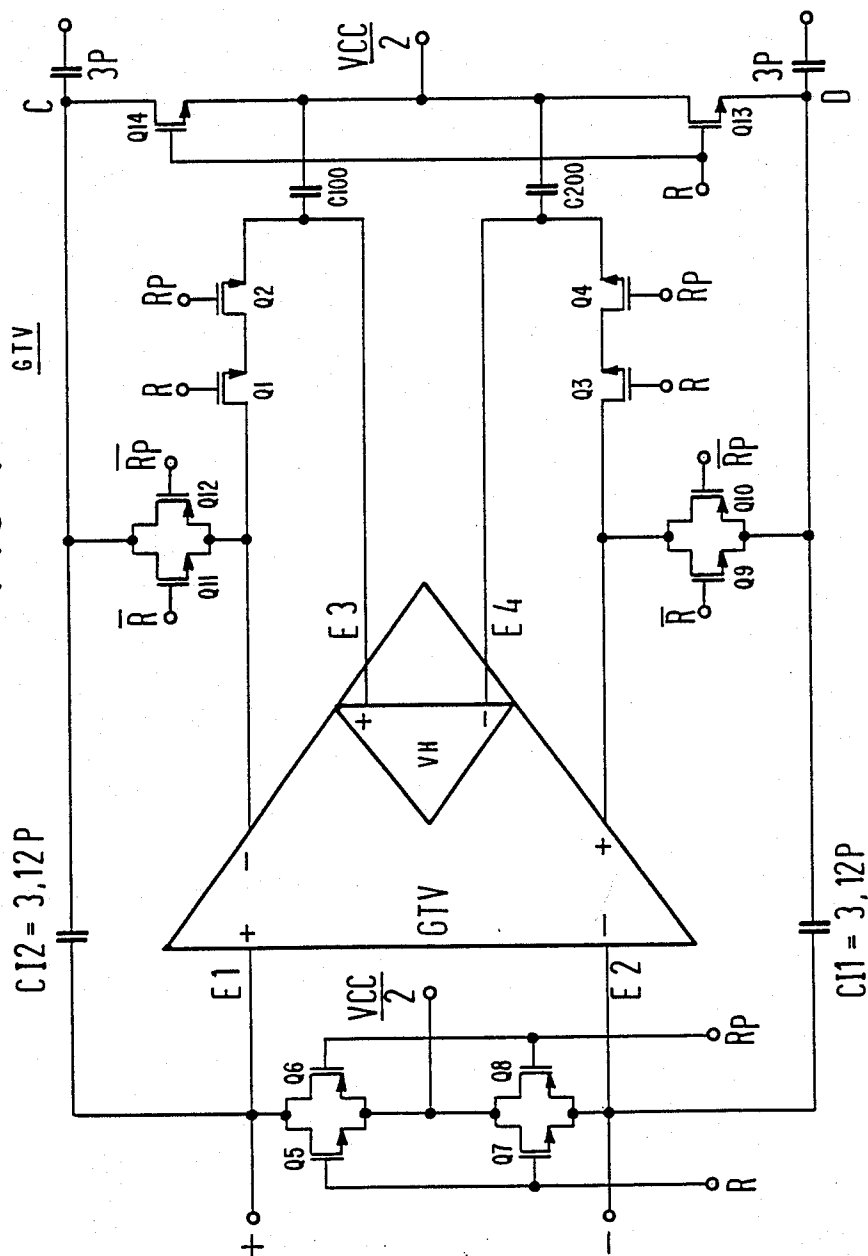 GTV
C
3P
Q14
VCC
2
C100
C200
R
Q13
3P
D
RP
Q2
R
Q1
Q4
RP
Q3
R
RP
Q12
R
Q11
RP
Q10
R
Q9
E3
E4
+
-
VH
CI2 = 3,12P
-
+
GTV
+
-
E1
E2
CI1 = 3,12P
VCC
2
Q6
Q5
Q8
Q7
RP
R
+
-